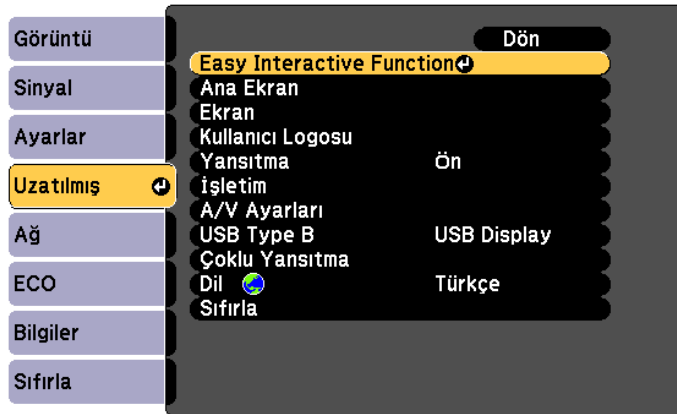 Görüntü
Sinyal
Ayarlar
Uzatılmış
Ağ
ECO
Bilgiler
Sıfırla
Dön
Easy Interactive Function
Ana Ekran
Ekran
Kullanıcı Logosu
Yansıtma Ön
İşletim
A/V Ayarları
USB Type B USB Display
Çoklu Yansıtma
Dil Türkçe
Sıfırla